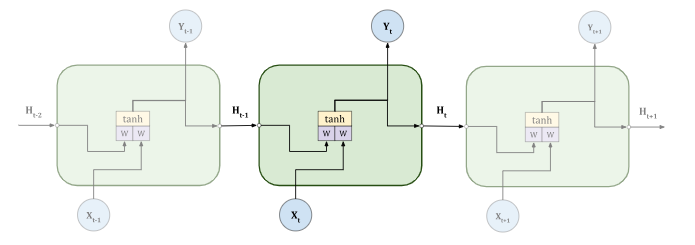 Y t-1
Y t
Y t+1
H t-2
H t-1
H t
H t+1
tanh
W W
tanh
W W
tanh
W W
X t-1
X t
X t+1